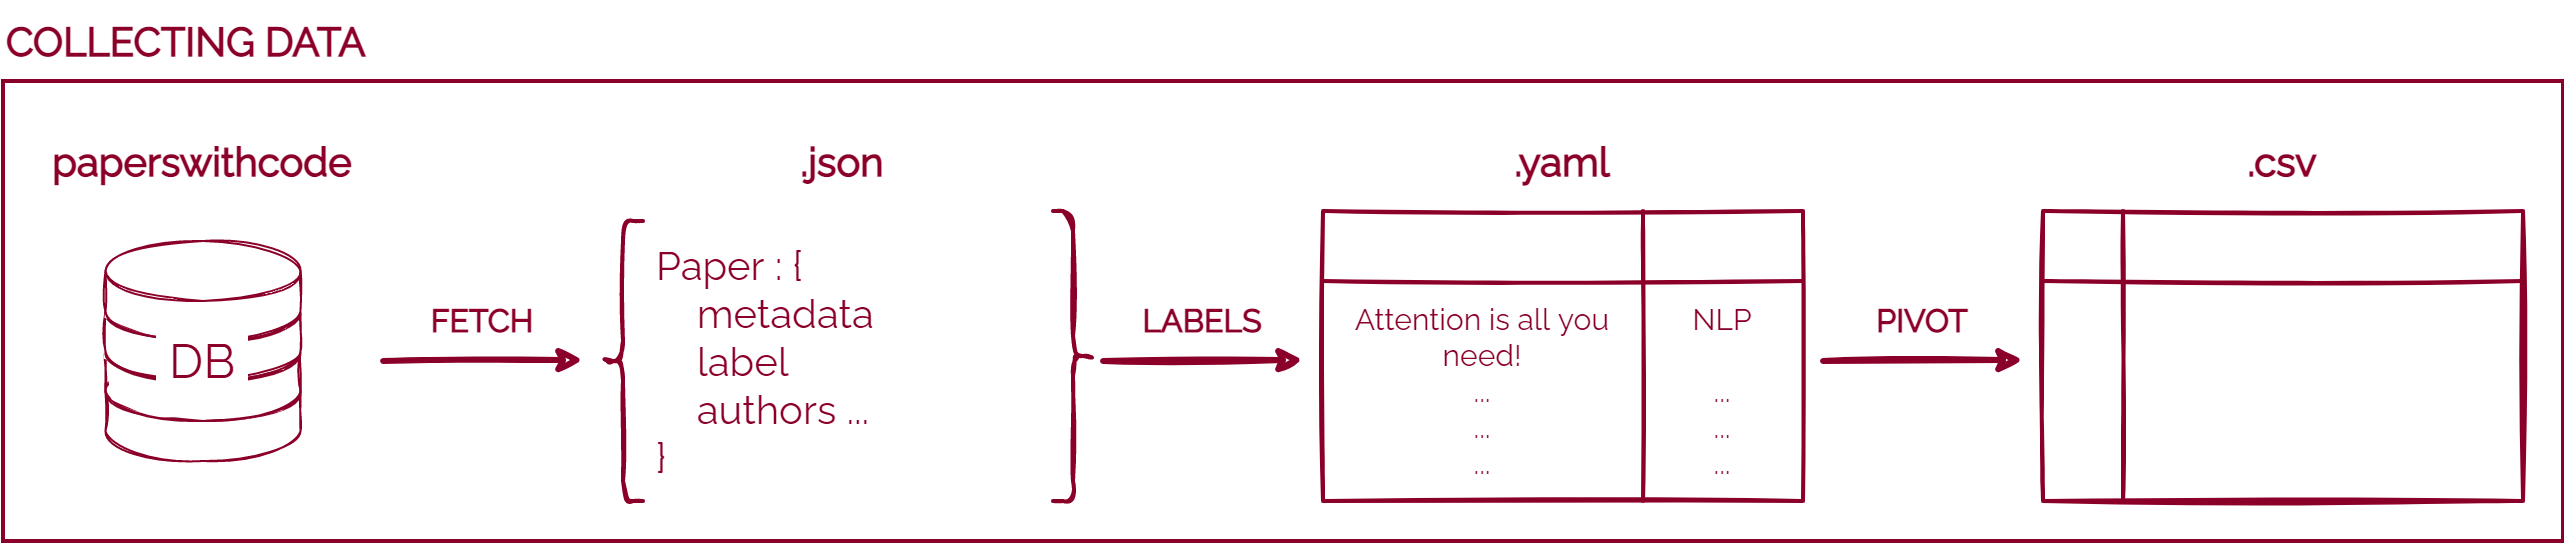 COLLECTING DATA
paperswithcode
DB
FETCH
.json
Paper : {
metadata
label
authors ...
}
LABELS
.yaml
Attention is all you
need!
NLP
... ...
... ...
... ...
PIVOT
.csv